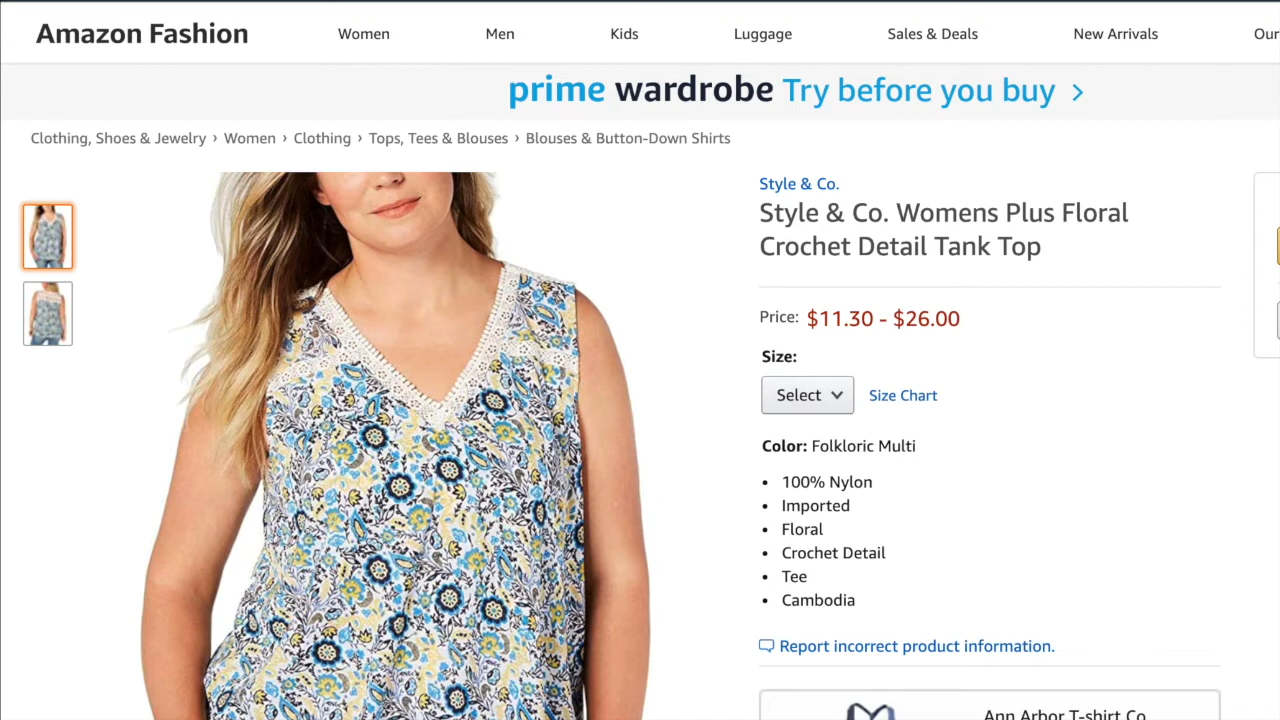 Amazon Fashion
Women
Men
Kids
Luggage
Sales & Deals
New Arrivals
Our
prime wardrobe Try before you buy >
Clothing, Shoes & Jewelry › Women › Clothing › Tops, Tees & Blouses › Blouses & Button-Down Shirts
Style & Co.
Style & Co. Womens Plus Floral
Crochet Detail Tank Top
Price: $11.30 - $26.00
Size:
Select
Size Chart
Color: Folkloric Multi
• 100% Nylon
• Imported
• Floral
• Crochet Detail
• Tee
• Cambodia
Report incorrect product information.
Ann Arbor T-shirt Co.